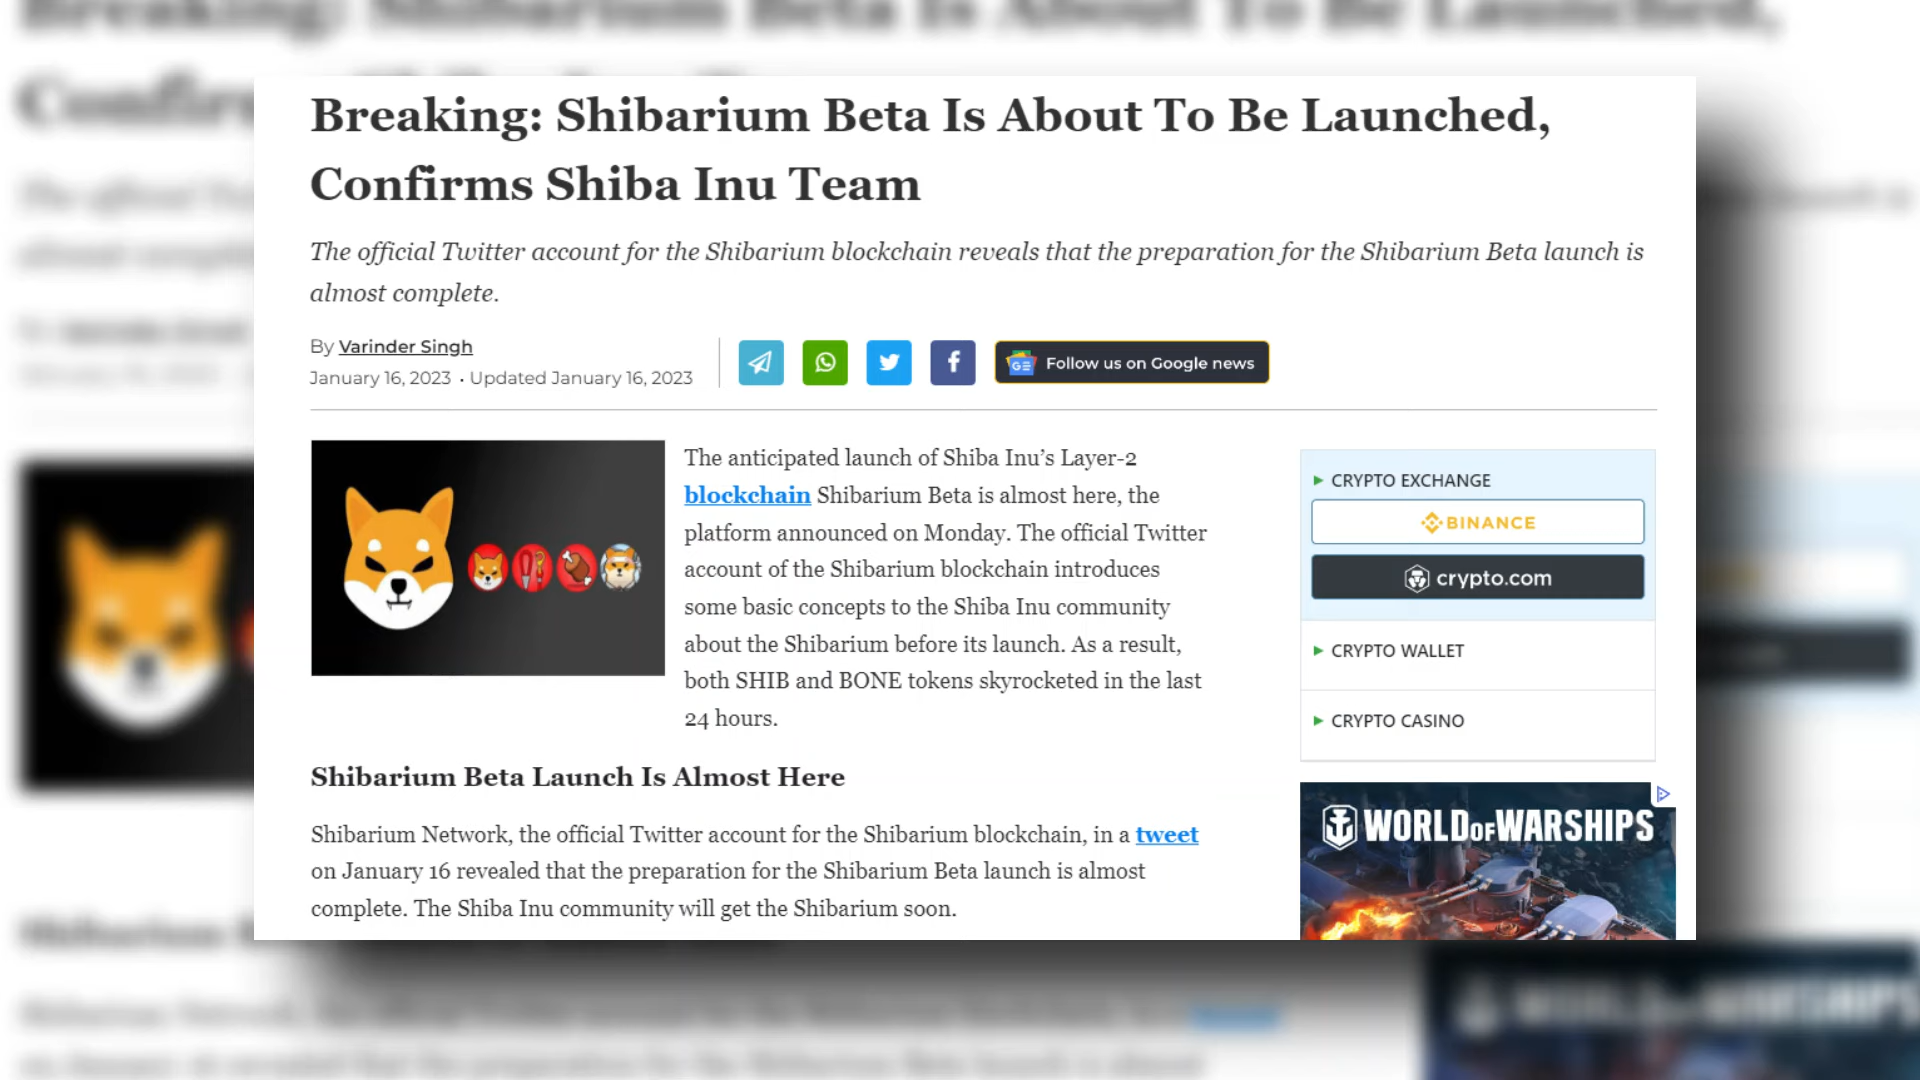 Breaking: Shibarium Beta Is About To Be Launched,
Confirms Shiba Inu Team
The official Twitter account for the Shibarium blockchain reveals that the preparation for the Shibarium Beta launch is
almost complete.
By Varinder Singh
January 16, 2023 • Updated January 16, 2023
GE Follow us on Google news
The anticipated launch of Shiba Inu’s Layer-2
blockchain Shibarium Beta is almost here, the
platform announced on Monday. The official Twitter
account of the Shibarium blockchain introduces
some basic concepts to the Shiba Inu community
about the Shibarium before its launch. As a result,
both SHIB and BONE tokens skyrocketed in the last
24 hours.
CRYPTO EXCHANGE
BINANCE
crypto.com
CRYPTO WALLET
CRYPTO CASINO
Shibarium Beta Launch Is Almost Here
Shibarium Network, the official Twitter account for the Shibarium blockchain, in a tweet
on January 16 revealed that the preparation for the Shibarium Beta launch is almost
complete. The Shiba Inu community will get the Shibarium soon.
WORLD OF WARSHIPS